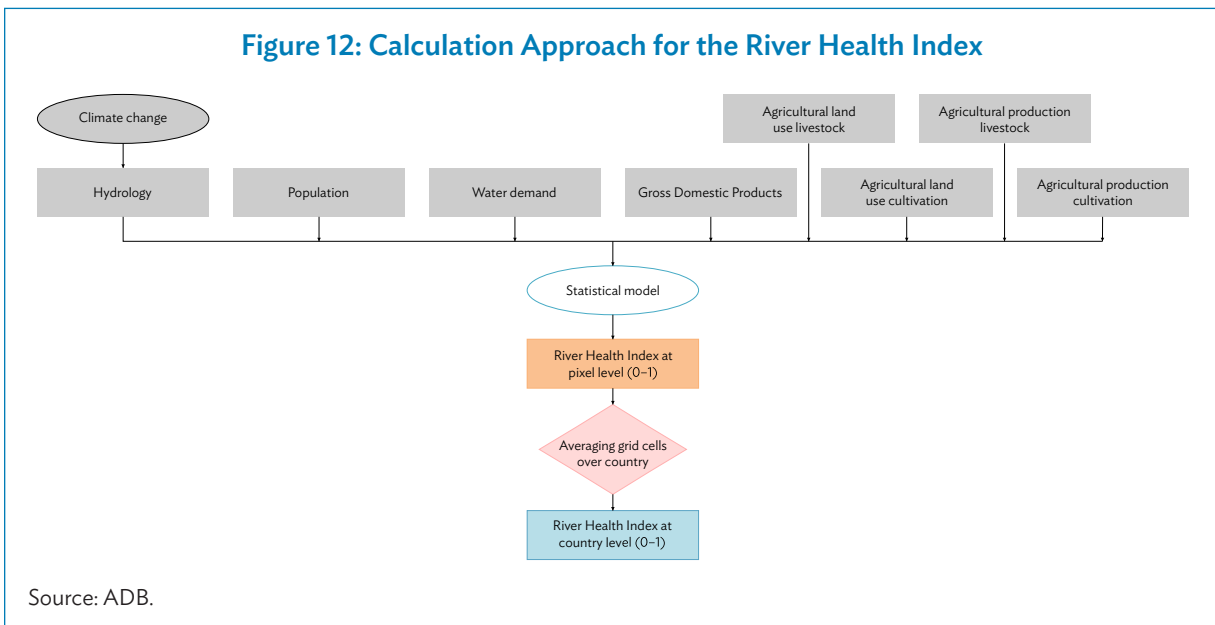 Figure 12: Calculation Approach for the River Health Index
Climate change
Agricultural land
use livestock
Agricultural production
livestock
Hydrology
Population
Water demand
Gross Domestic Products
Agricultural land
use cultivation
Agricultural production
cultivation
Statistical model
River Health Index at
pixel level (0–1)
Averaging grid cells
over country
River Health Index at
country level (0–1)
Source: ADB.